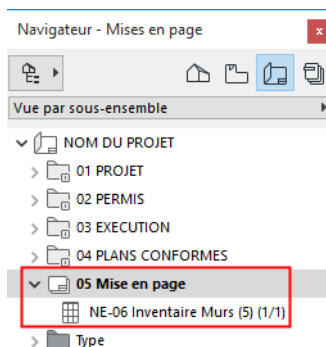 Navigateur - Mises en page
x
Vue par sous-ensemble
NOM DU PROJET
01 PROJET
02 PERMIS
03 EXECUTION
04 PLANS CONFORMES
05 Mise en page
NE-06 Inventaire Murs (5) (1/1)
Type